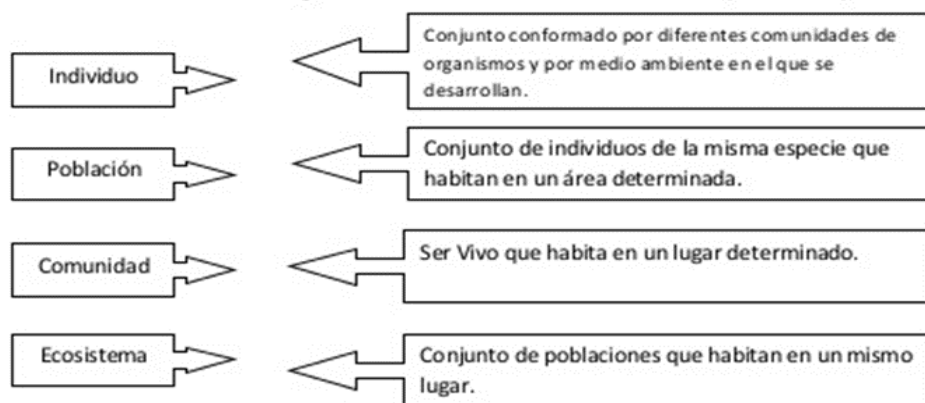 Individuo
Conjunto conformado por diferentes comunidades de
organismos y por medio ambiente en el que se
desarrollan.
Población
Conjunto de individuos de la misma especie que
habitan en un área determinada.
Comunidad
Ser Vivo que habita en un lugar determinado.
Ecosistema
Conjunto de poblaciones que habitan en un mismo
lugar.